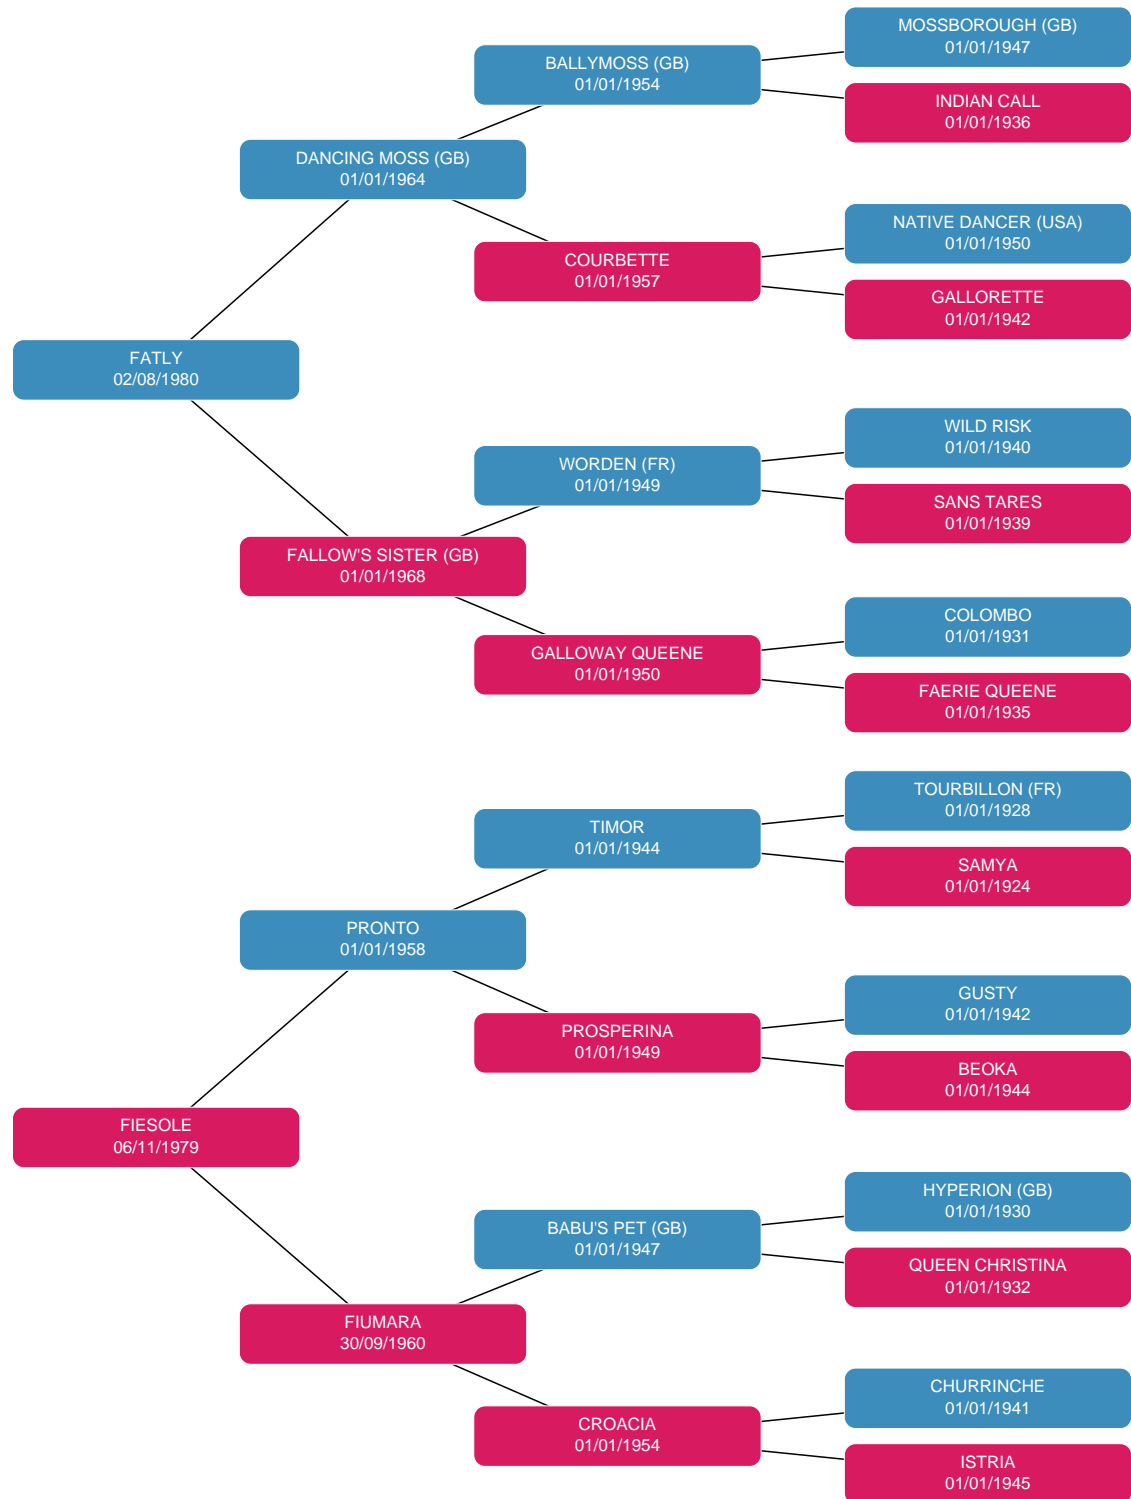 MOSSBOROUGH (GB)
01/01/1947
BALLYMOSS (GB)
01/01/1954
INDIAN CALL
01/01/1936
DANCING MOSS (GB)
01/01/1964
NATIVE DANCER (USA)
01/01/1950
COURBETTE
01/01/1957
GALLORETTE
01/01/1942
FATLY
02/08/1980
WILD RISK
01/01/1940
WORDEN (FR)
01/01/1949
SANS TARES
01/01/1939
FALLOW'S SISTER (GB)
01/01/1968
COLOMBO
01/01/1931
GALLOWAY QUEENE
01/01/1950
FAERIE QUEENE
01/01/1935
TOURBILLON (FR)
01/01/1928
TIMOR
01/01/1944
SAMYA
01/01/1924
PRONTO
01/01/1958
GUSTY
01/01/1942
PROSPERINA
01/01/1949
BEOKA
01/01/1944
FIESOLE
06/11/1979
HYPERION (GB)
01/01/1930
BABU'S PET (GB)
01/01/1947
QUEEN CHRISTINA
01/01/1932
FIUMARA
30/09/1960
CHURRINCHE
01/01/1941
CROACIA
01/01/1954
ISTRIA
01/01/1945